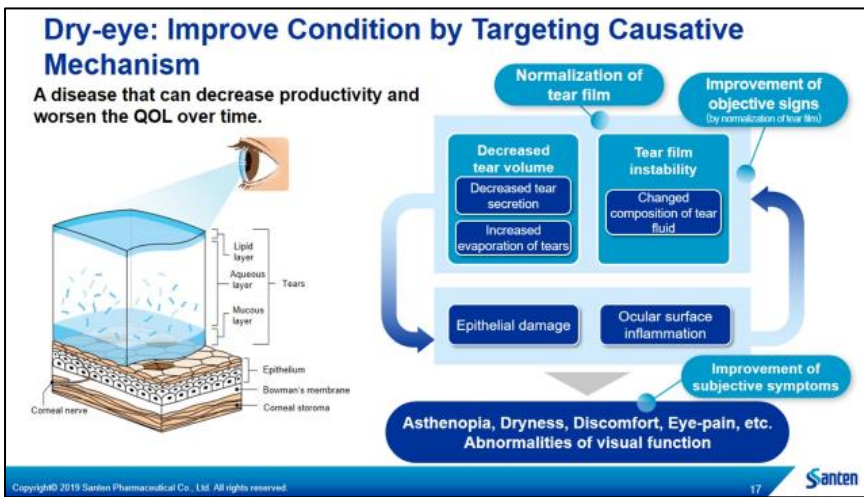 Dry-eye: Improve Condition by Targeting Causative
Mechanism
A disease that can decrease productivity and
worsen the QOL over time.
Normalization of
tear film
Improvement of
objective signs
(by normalization of tear film)
Decreased
tear volume
Decreased tear
secretion
Increased
evaporation of tears
Tear film
instability
Changed
composition of tear
fluid
Lipid
layer
Aqueous
layer
Mucous
layer
Tears
Epithelium
Bowman's membrane
Corneal storoma
Corneal nerve
Epithelial damage
Ocular surface
inflammation
Improvement of
subjective symptoms
Asthenopia, Dryness, Discomfort, Eye-pain, etc.
Abnormalities of visual function
Copyright© 2019 Santen Pharmaceutical Co., Ltd. All rights reserved.
17
Santen